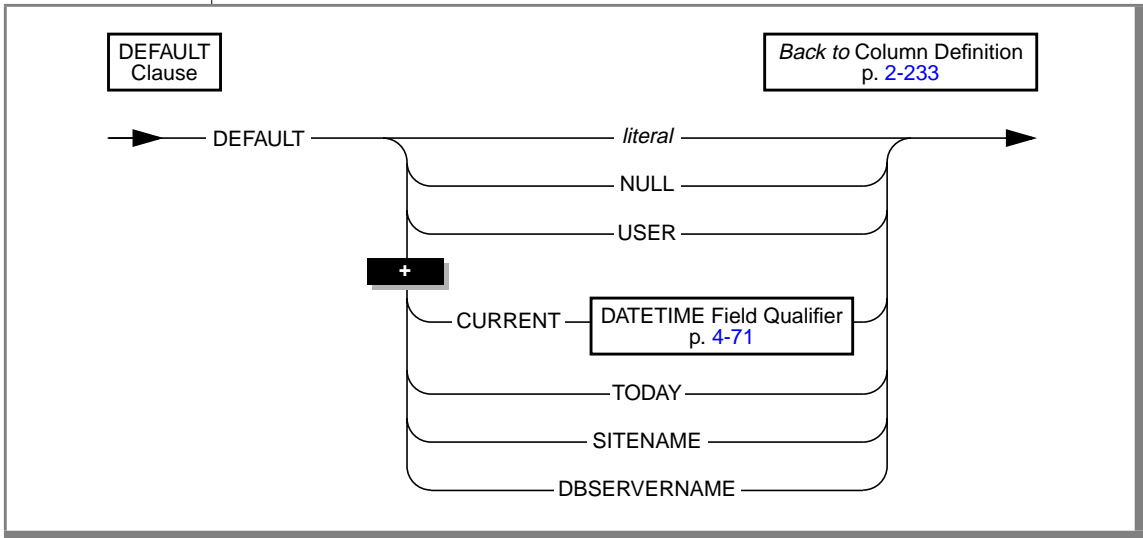 DEFAULT
Clause
Back to Column Definition
p. 2-233
DEFAULT
literal
NULL
USER
+
CURRENT
DATETIME Field Qualifier
p. 4-71
TODAY
SITENAME
DBSERVERNAME